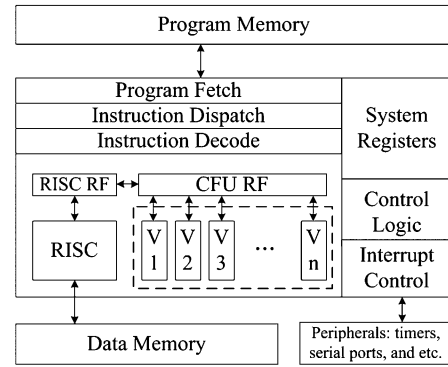 Program Memory
Program Fetch
Instruction Dispatch
Instruction Decode
System
Registers
RISC RF
CFU RF
Control
Logic
RISC
V
1
V
2
V
3
...
V
n
Interrupt
Control
Data Memory
Peripherals: timers,
serial ports, and etc.